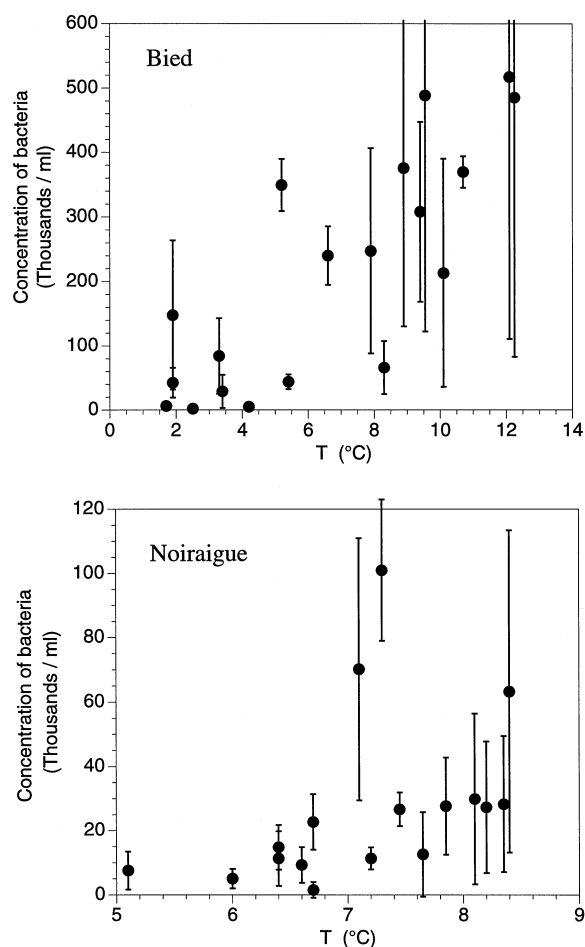 600
Bied
500
400
300
200
100
0
Concentration of bacteria
(Thousands / ml)
0 2 4 6 8 10 12 14
T (°C)
120
Noiraigue
100
80
60
40
20
0
Concentration of bacteria
(Thousands / ml)
5 6 7 8 9
T (°C)